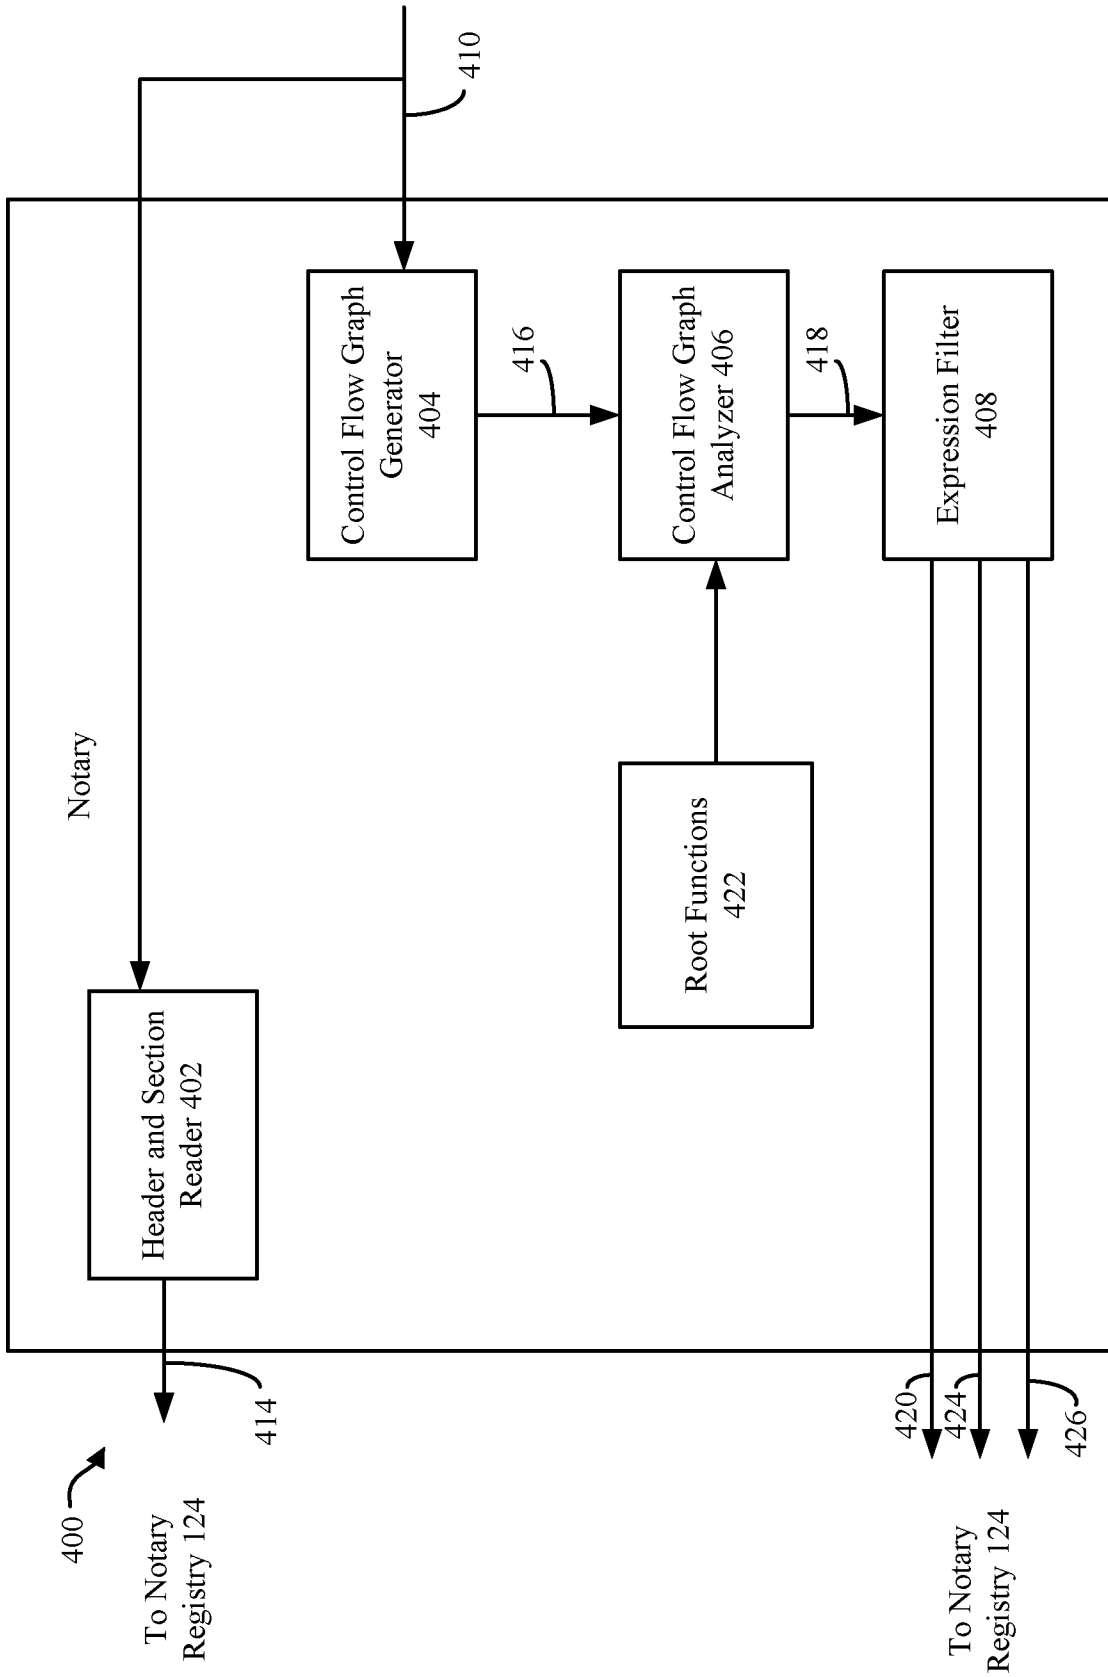 400
To Notary
Registry 124
414
Header and Section
Reader 402
Notary
410
Control Flow Graph
Generator
404
416
Root Functions
422
Control Flow Graph
Analyzer 406
418
Expression Filter
408
420
424
426
To Notary
Registry 124